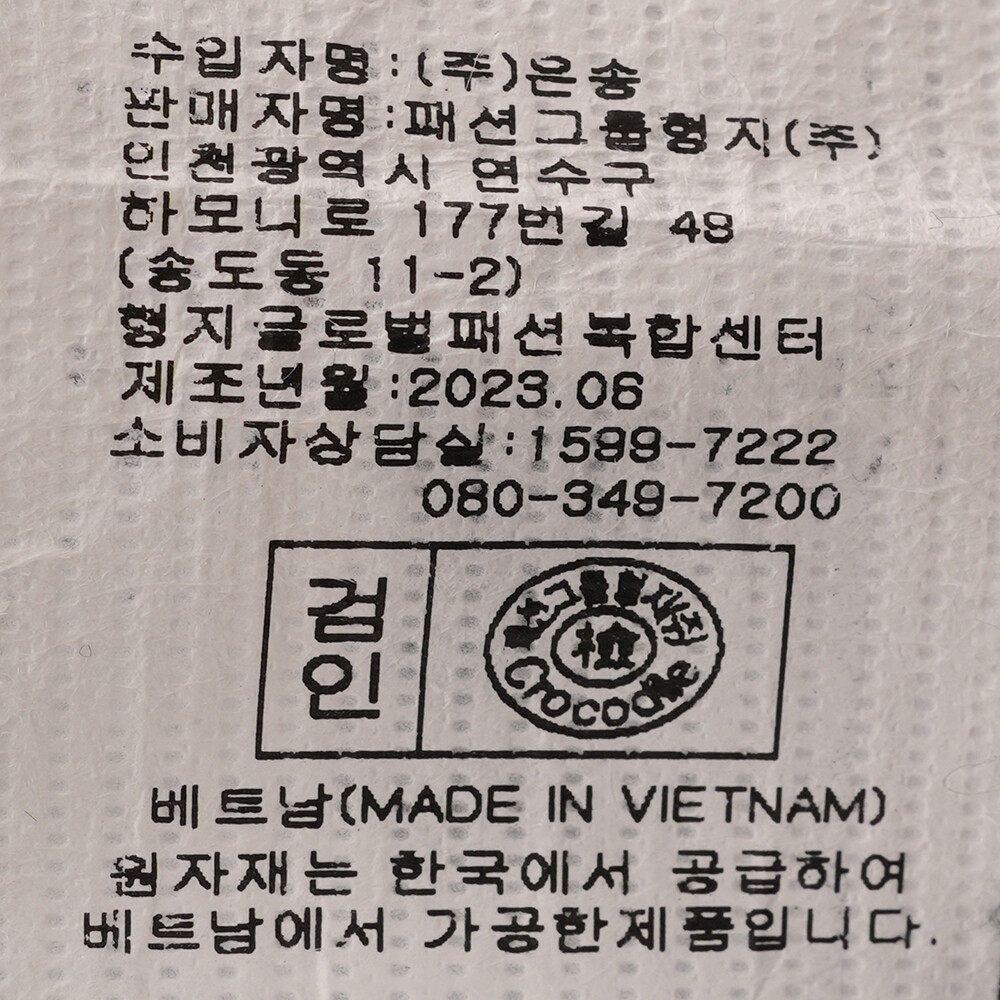 수입자명:(주)은송
판매자명:패션그룹형지(주)
인천광역시 연수구
하모니로 177번길 48
(송도동 11-2)
형지글로벌패션복합센터
제조년월:2023.06
소비자상담실:1599-7222
080-349-7200
검
인
檢
Crocodile
베트남(MADE IN VIETNAM)
원자재는 한국에서 공급하여
베트남에서 가공한제품입니다.